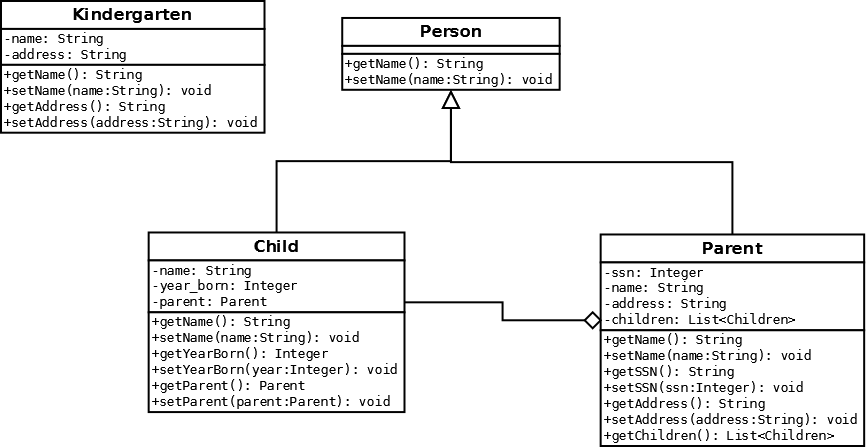 Kindergarten
-name: String
-address: String
+getName(): String
+setName(name:String): void
+getAddress(): String
+setAddress(address:String): void
Person
+getName(): String
+setName(name:String): void
Child
-name: String
-year_born: Integer
-parent: Parent
+getName(): String
+setName(name:String): void
+getYearBorn(): Integer
+setYearBorn(year:Integer): void
+getParent(): Parent
+setParent(parent:Parent): void
Parent
-ssn: Integer
-name: String
-address: String
-children: List<Children>
+getName(): String
+setName(name:String): void
+getSSN(): String
+setSSN(ssn:Integer): void
+getAddress(): String
+setAddress(address:String): void
+getChildren(): List<Children>